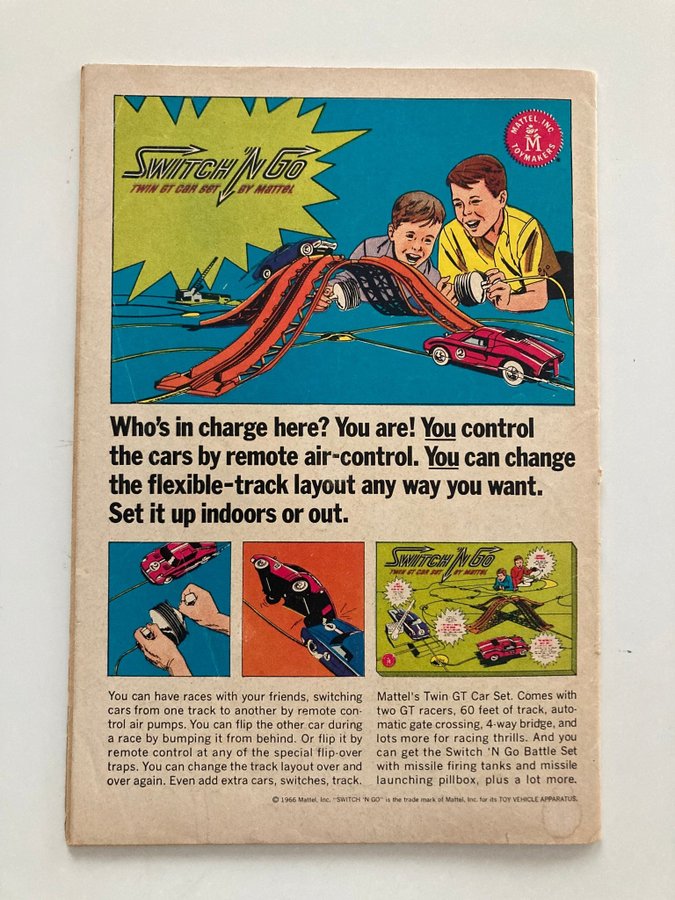 SWITCH 'N GO
TWIN GT CAR SET BY MATTEL
MATTEL, INC.
M
TOYMAKERS
2
Who's in charge here? You are! You control
the cars by remote air-control. You can change
the flexible-track layout any way you want.
Set it up indoors or out.
SWITCH 'N GO
TWIN GT CAR SET BY MATTEL
You can have races with your friends, switching
cars from one track to another by remote con-
trol air pumps. You can flip the other car during
a race by bumping it from behind. Or flip it by
remote control at any of the special flip-over
traps. You can change the track layout over and
over again. Even add extra cars, switches, track.
Mattel's Twin GT Car Set. Comes with
two GT racers, 60 feet of track, auto-
matic gate crossing, 4-way bridge, and
lots more for racing thrills. And you
can get the Switch 'N Go Battle Set
with missile firing tanks and missile
launching pillbox, plus a lot more.
© 1966 Mattel, Inc. "SWITCH 'N GO" is the trade mark of Mattel, Inc. for its TOY VEHICLE APPARATUS.